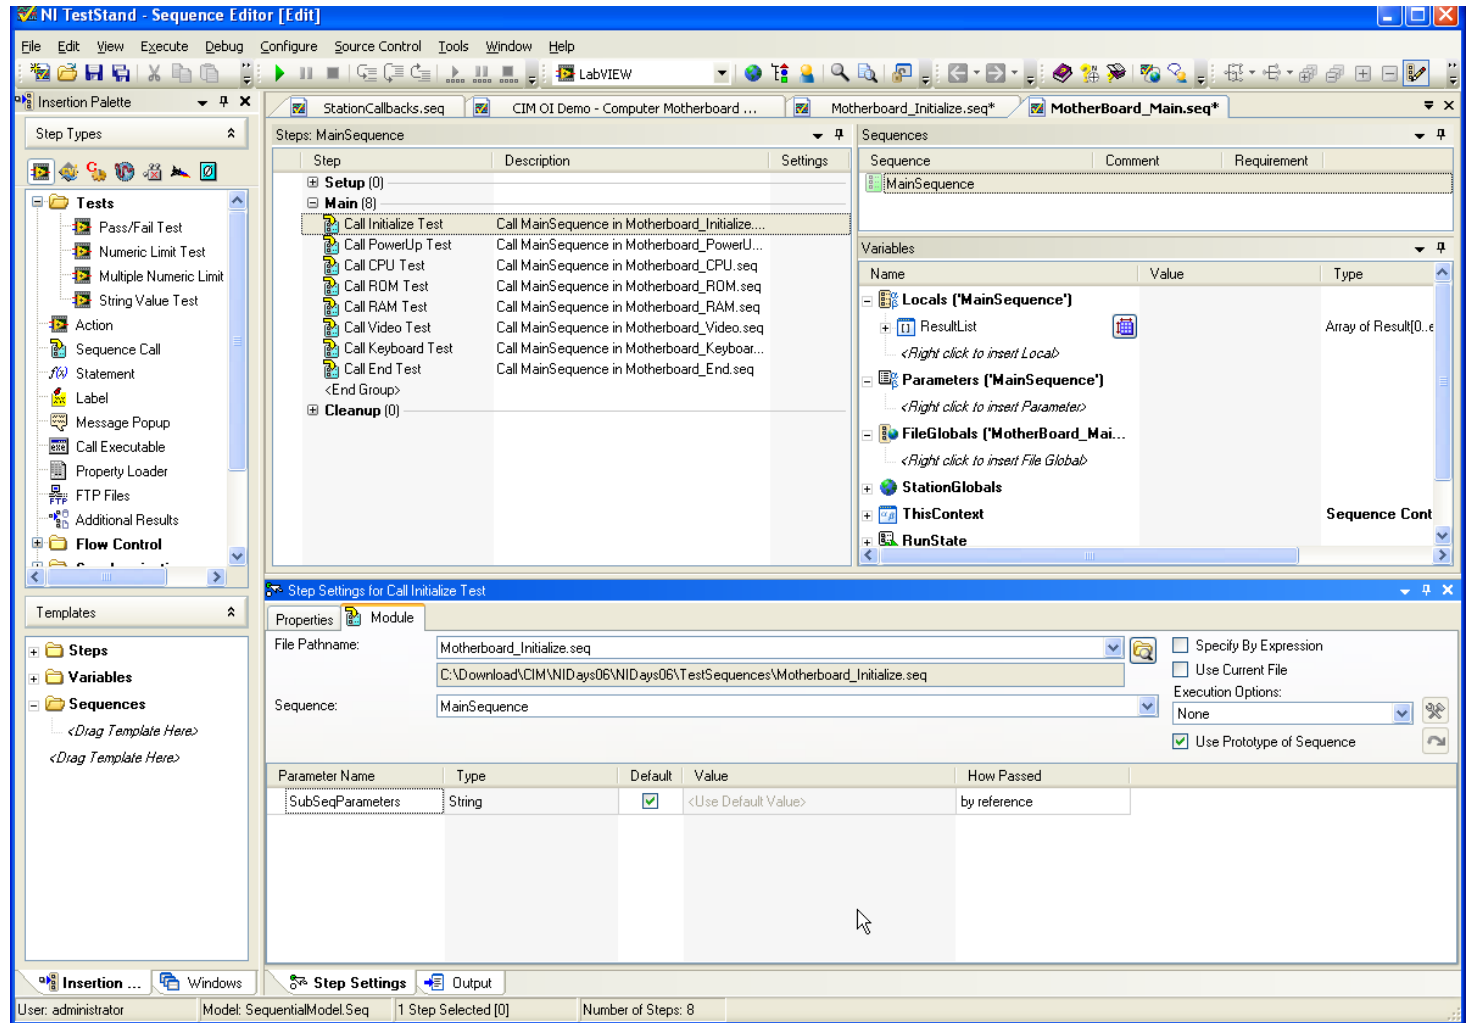 NI TestStand - Sequence Editor [Edit]
File Edit View Execute Debug Configure Source Control Tools Window Help
LabVIEW
Insertion Palette
Step Types
Tests
Pass/Fail Test
Numeric Limit Test
Multiple Numeric Limit
String Value Test
Action
Sequence Call
Statement
Label
Message Popup
Call Executable
Property Loader
FTP Files
Additional Results
Flow Control
Templates
Steps
Variables
Sequences
<Drag Template Here>
<Drag Template Here>
Insertion ... Windows
StationCallbacks.seq CIM OI Demo - Computer Motherboard ... Motherboard_Initialize.seq* MotherBoard_Main.seq*
Steps: MainSequence
Step Description Settings
Setup (0)
Main (8)
Call Initialize Test Call MainSequence in Motherboard_Initialize....
Call PowerUp Test Call MainSequence in Motherboard_PowerU...
Call CPU Test Call MainSequence in Motherboard_CPU.seq
Call ROM Test Call MainSequence in Motherboard_ROM.seq
Call RAM Test Call MainSequence in Motherboard_RAM.seq
Call Video Test Call MainSequence in Motherboard_Video.seq
Call Keyboard Test Call MainSequence in Motherboard_Keyboar...
Call End Test Call MainSequence in Motherboard_End.seq
<End Group>
Cleanup (0)
Sequences
Sequence Comment Requirement
MainSequence
Variables
Name Value Type
Locals ('MainSequence')
ResultList Array of Result[0..e
<Right click to insert Local>
Parameters ('MainSequence')
<Right click to insert Parameter>
FileGlobals ('MotherBoard_Mai...
<Right click to insert File Global>
StationGlobals
ThisContext Sequence Cont
RunState
Step Settings for Call Initialize Test
Properties Module
File Pathname: Motherboard_Initialize.seq
C:\Download\CIM\NIDays06\NIDays06\TestSequences\Motherboard_Initialize.seq
Sequence: MainSequence
Specify By Expression
Use Current File
Execution Options:
None
Use Prototype of Sequence
Parameter Name Type Default Value How Passed
SubSeqParameters String <Use Default Value> by reference
Step Settings Output
User: administrator Model: SequentialModel.Seq 1 Step Selected [0] Number of Steps: 8